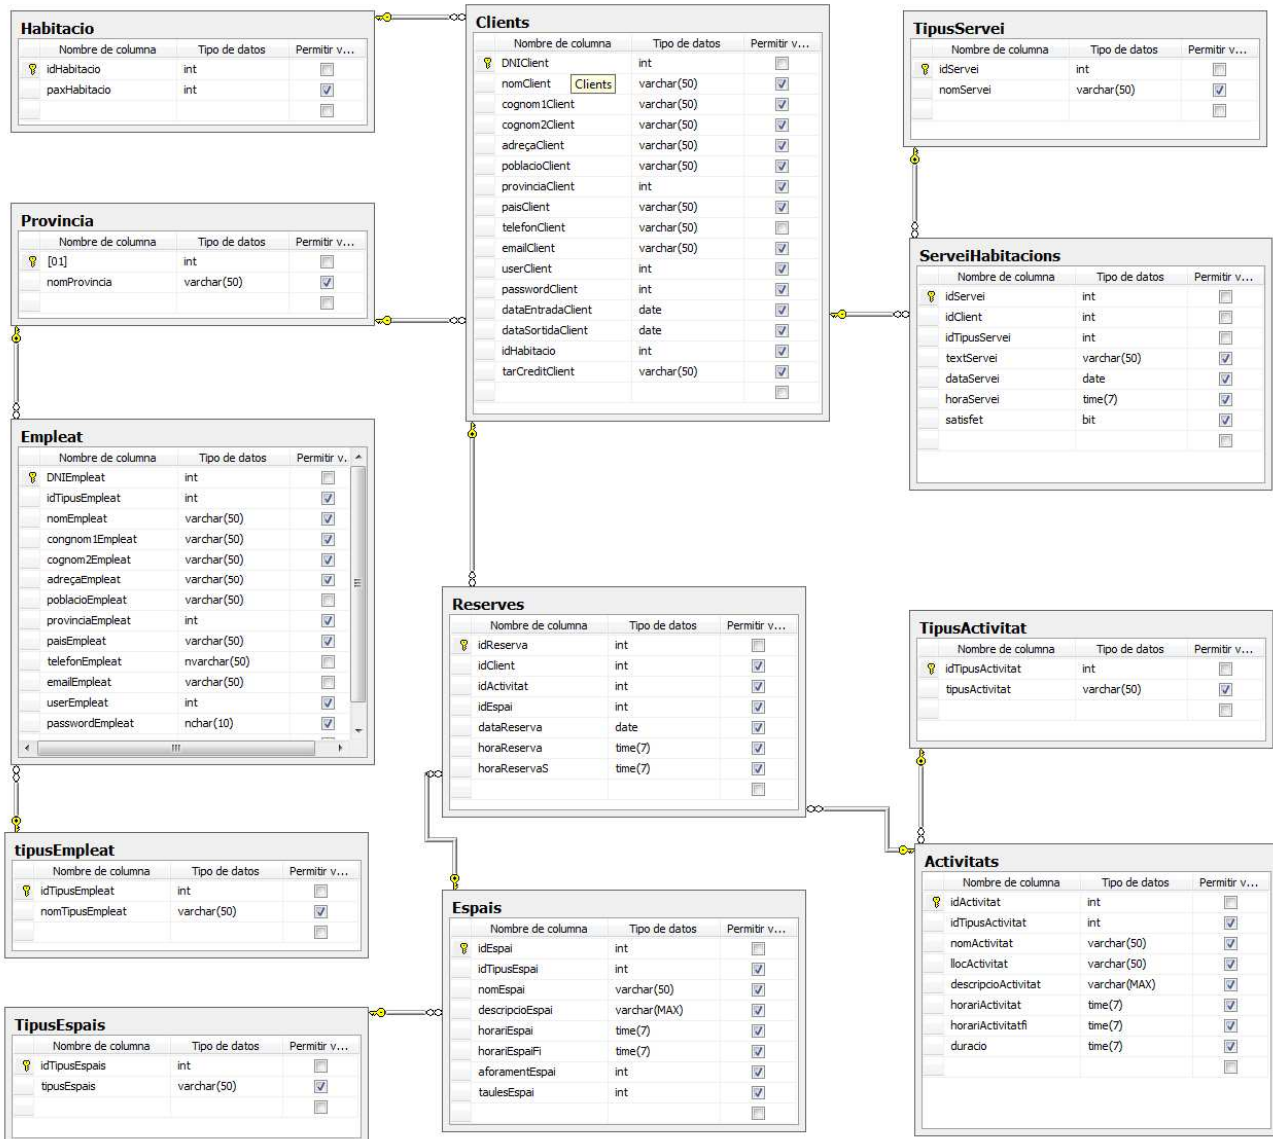 Habitacio
Nombre de columna Tipo de datos Permitir v...
idHabitacio int
paxHabitacio int
Clients
Nombre de columna Tipo de datos Permitir v...
DNIClient int
nomClient Clients varchar(50)
cognom1Client varchar(50)
cognom2Client varchar(50)
adreçaClient varchar(50)
poblacioClient varchar(50)
provinciaClient int
paisClient varchar(50)
telefonClient varchar(50)
emailClient varchar(50)
userClient int
passwordClient int
dataEntradaClient date
dataSortidaClient date
idHabitacio int
tarCreditClient varchar(50)
TipusServei
Nombre de columna Tipo de datos Permitir v...
idServei int
nomServei varchar(50)
Provincia
Nombre de columna Tipo de datos Permitir v...
[01] int
nomProvincia varchar(50)
ServeiHabitacions
Nombre de columna Tipo de datos Permitir v...
idServei int
idClient int
idTipusServei int
textServei varchar(50)
dataServei date
horaServei time(7)
satisfet bit
Empleat
Nombre de columna Tipo de datos Permitir v.
DNIEmpleat int
idTipusEmpleat int
nomEmpleat varchar(50)
congnom1Empleat varchar(50)
cognom2Empleat varchar(50)
adreçaEmpleat varchar(50)
poblacioEmpleat varchar(50)
provinciaEmpleat int
paisEmpleat varchar(50)
telefonEmpleat nvarchar(50)
emailEmpleat varchar(50)
userEmpleat int
passwordEmpleat nchar(10)
Reserves
Nombre de columna Tipo de datos Permitir v...
idReserva int
idClient int
idActivitat int
idEspai int
dataReserva date
horaReserva time(7)
horaReservaS time(7)
TipusActivitat
Nombre de columna Tipo de datos Permitir v...
idTipusActivitat int
tipusActivitat varchar(50)
tipusEmpleat
Nombre de columna Tipo de datos Permitir v...
idTipusEmpleat int
nomTipusEmpleat varchar(50)
Espais
Nombre de columna Tipo de datos Permitir v...
idEspai int
idTipusEspai int
nomEspai varchar(50)
descripcioEspai varchar(MAX)
horariEspai time(7)
horariEspaiFi time(7)
aforamentEspai int
taulesEspai int
Activitats
Nombre de columna Tipo de datos Permitir v...
idActivitat int
idTipusActivitat int
nomActivitat varchar(50)
llocActivitat varchar(50)
descripcioActivitat varchar(MAX)
horariActivitat time(7)
horariActivitatfi time(7)
duracio time(7)
TipusEspais
Nombre de columna Tipo de datos Permitir v...
idTipusEspais int
tipusEspais varchar(50)